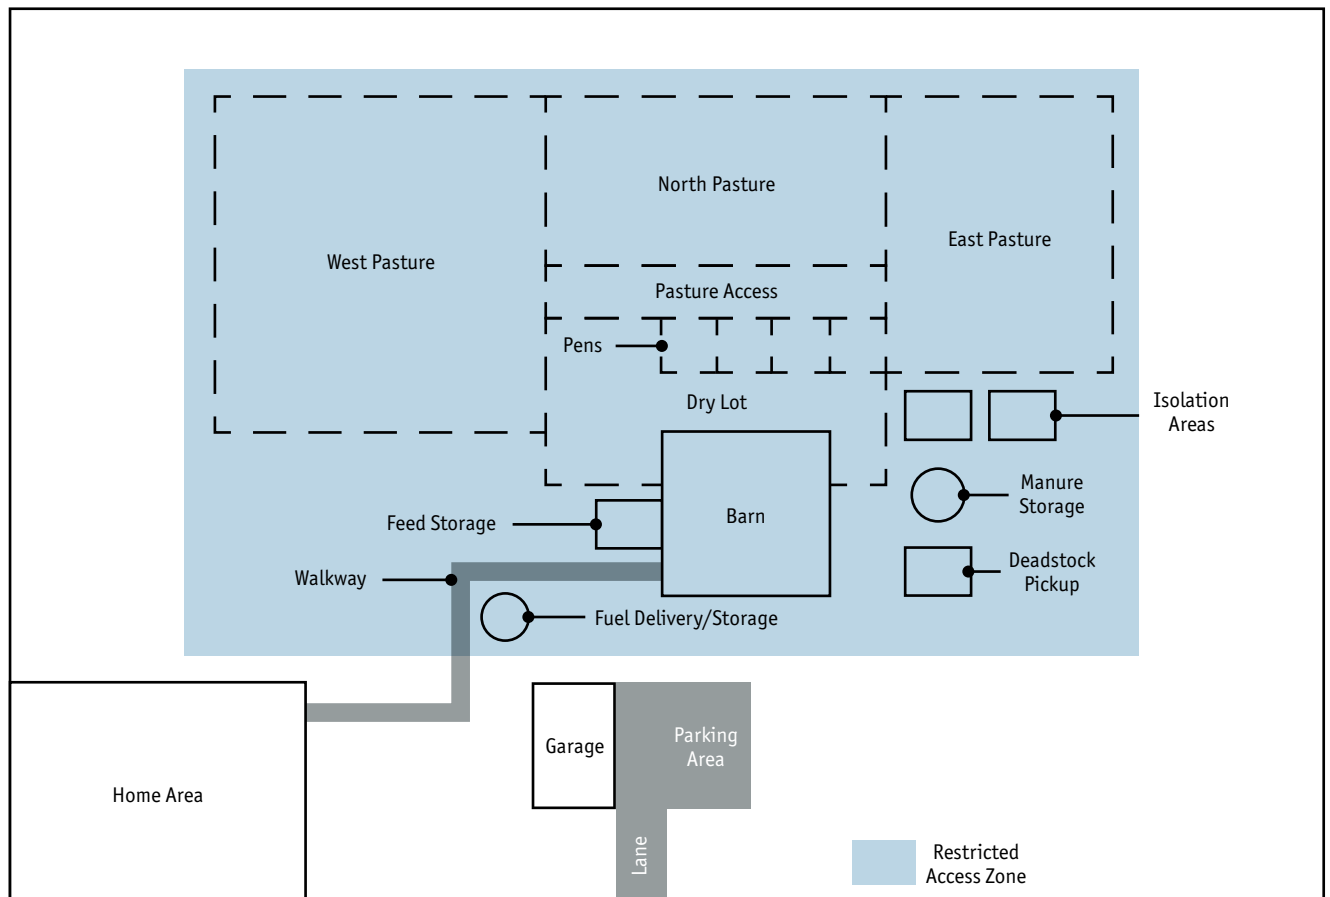 North Pasture
East Pasture
West Pasture
Pasture Access
Pens
Dry Lot
Isolation
Areas
Manure
Storage
Feed Storage
Barn
Walkway
Deadstock
Pickup
Fuel Delivery/Storage
Garage
Parking
Area
Home Area
Lane
Restricted
Access Zone